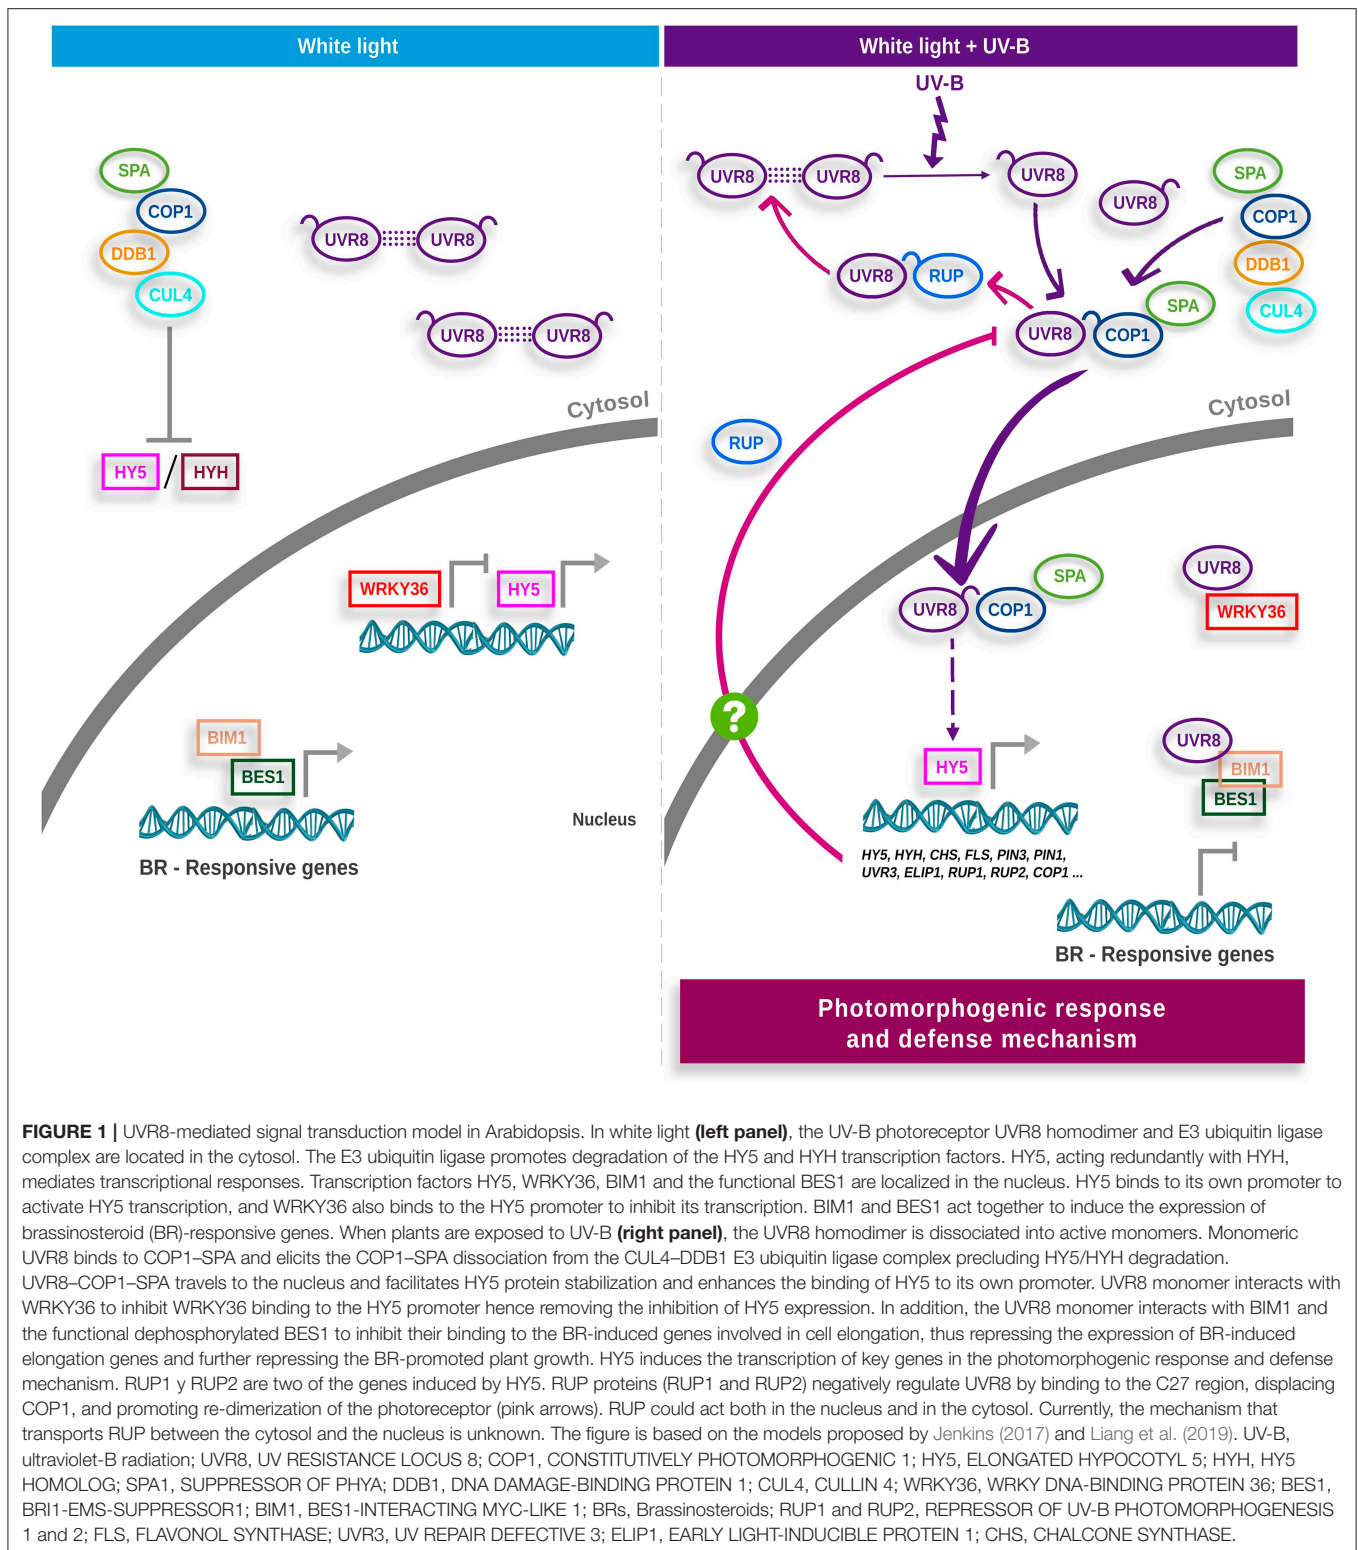 White light
White light + UV-B
SPA
COP1
DDB1
CUL4
UVR8
UVR8
UVR8
UVR8
HY5
HYH
Cytosol
WRKY36
HY5
BIM1
BES1
BR - Responsive genes
Nucleus
UV-B
UVR8
UVR8
UVR8
UVR8
SPA
COP1
DDB1
CUL4
UVR8
RUP
SPA
UVR8
COP1
RUP
Cytosol
SPA
UVR8
COP1
UVR8
WRKY36
?
HY5
UVR8
BIM1
BES1
HY5, HYH, CHS, FLS, PIN3, PIN1,
UVR3, ELIP1, RUP1, RUP2, COP1 ...
BR - Responsive genes
Photomorphogenic response
and defense mechanism
FIGURE 1 | UVR8-mediated signal transduction model in Arabidopsis. In white light (left panel), the UV-B photoreceptor UVR8 homodimer and E3 ubiquitin ligase
complex are located in the cytosol. The E3 ubiquitin ligase promotes degradation of the HY5 and HYH transcription factors. HY5, acting redundantly with HYH,
mediates transcriptional responses. Transcription factors HY5, WRKY36, BIM1 and the functional BES1 are localized in the nucleus. HY5 binds to its own promoter to
activate HY5 transcription, and WRKY36 also binds to the HY5 promoter to inhibit its transcription. BIM1 and BES1 act together to induce the expression of
brassinosteroid (BR)-responsive genes. When plants are exposed to UV-B (right panel), the UVR8 homodimer is dissociated into active monomers. Monomeric
UVR8 binds to COP1–SPA and elicits the COP1–SPA dissociation from the CUL4–DDB1 E3 ubiquitin ligase complex precluding HY5/HYH degradation.
UVR8–COP1–SPA travels to the nucleus and facilitates HY5 protein stabilization and enhances the binding of HY5 to its own promoter. UVR8 monomer interacts with
WRKY36 to inhibit WRKY36 binding to the HY5 promoter hence removing the inhibition of HY5 expression. In addition, the UVR8 monomer interacts with BIM1 and
the functional dephosphorylated BES1 to inhibit their binding to the BR-induced genes involved in cell elongation, thus repressing the expression of BR-induced
elongation genes and further repressing the BR-promoted plant growth. HY5 induces the transcription of key genes in the photomorphogenic response and defense
mechanism. RUP1 y RUP2 are two of the genes induced by HY5. RUP proteins (RUP1 and RUP2) negatively regulate UVR8 by binding to the C27 region, displacing
COP1, and promoting re-dimerization of the photoreceptor (pink arrows). RUP could act both in the nucleus and in the cytosol. Currently, the mechanism that
transports RUP between the cytosol and the nucleus is unknown. The figure is based on the models proposed by Jenkins (2017) and Liang et al. (2019). UV-B,
ultraviolet-B radiation; UVR8, UV RESISTANCE LOCUS 8; COP1, CONSTITUTIVELY PHOTOMORPHOGENIC 1; HY5, ELONGATED HYPOCOTYL 5; HYH, HY5
HOMOLOG; SPA1, SUPPRESSOR OF PHYA; DDB1, DNA DAMAGE-BINDING PROTEIN 1; CUL4, CULLIN 4; WRKY36, WRKY DNA-BINDING PROTEIN 36; BES1,
BRI1-EMS-SUPPRESSOR1; BIM1, BES1-INTERACTING MYC-LIKE 1; BRs, Brassinosteroids; RUP1 and RUP2, REPRESSOR OF UV-B PHOTOMORPHOGENESIS
1 and 2; FLS, FLAVONOL SYNTHASE; UVR3, UV REPAIR DEFECTIVE 3; ELIP1, EARLY LIGHT-INDUCIBLE PROTEIN 1; CHS, CHALCONE SYNTHASE.